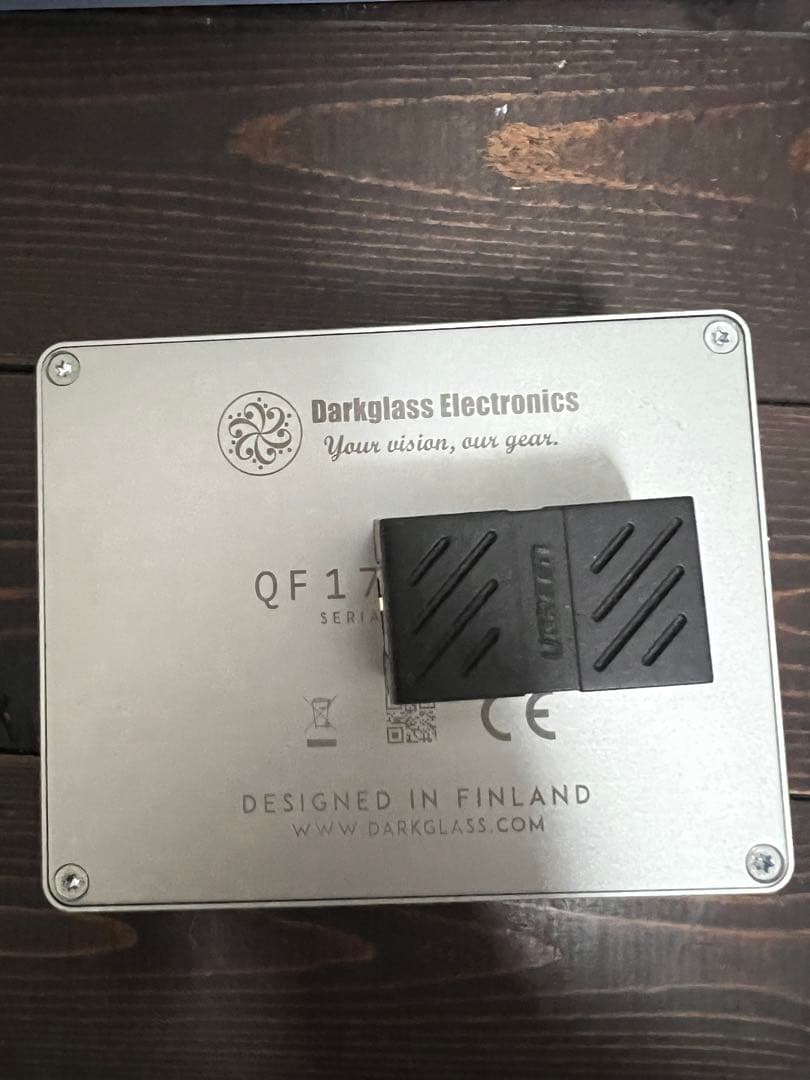 Darkglass Electronics
Your vision, our gear.
QF17
SERIA
UGREEN
CE
DESIGNED IN FINLAND
WWW.DARKGLASS.COM